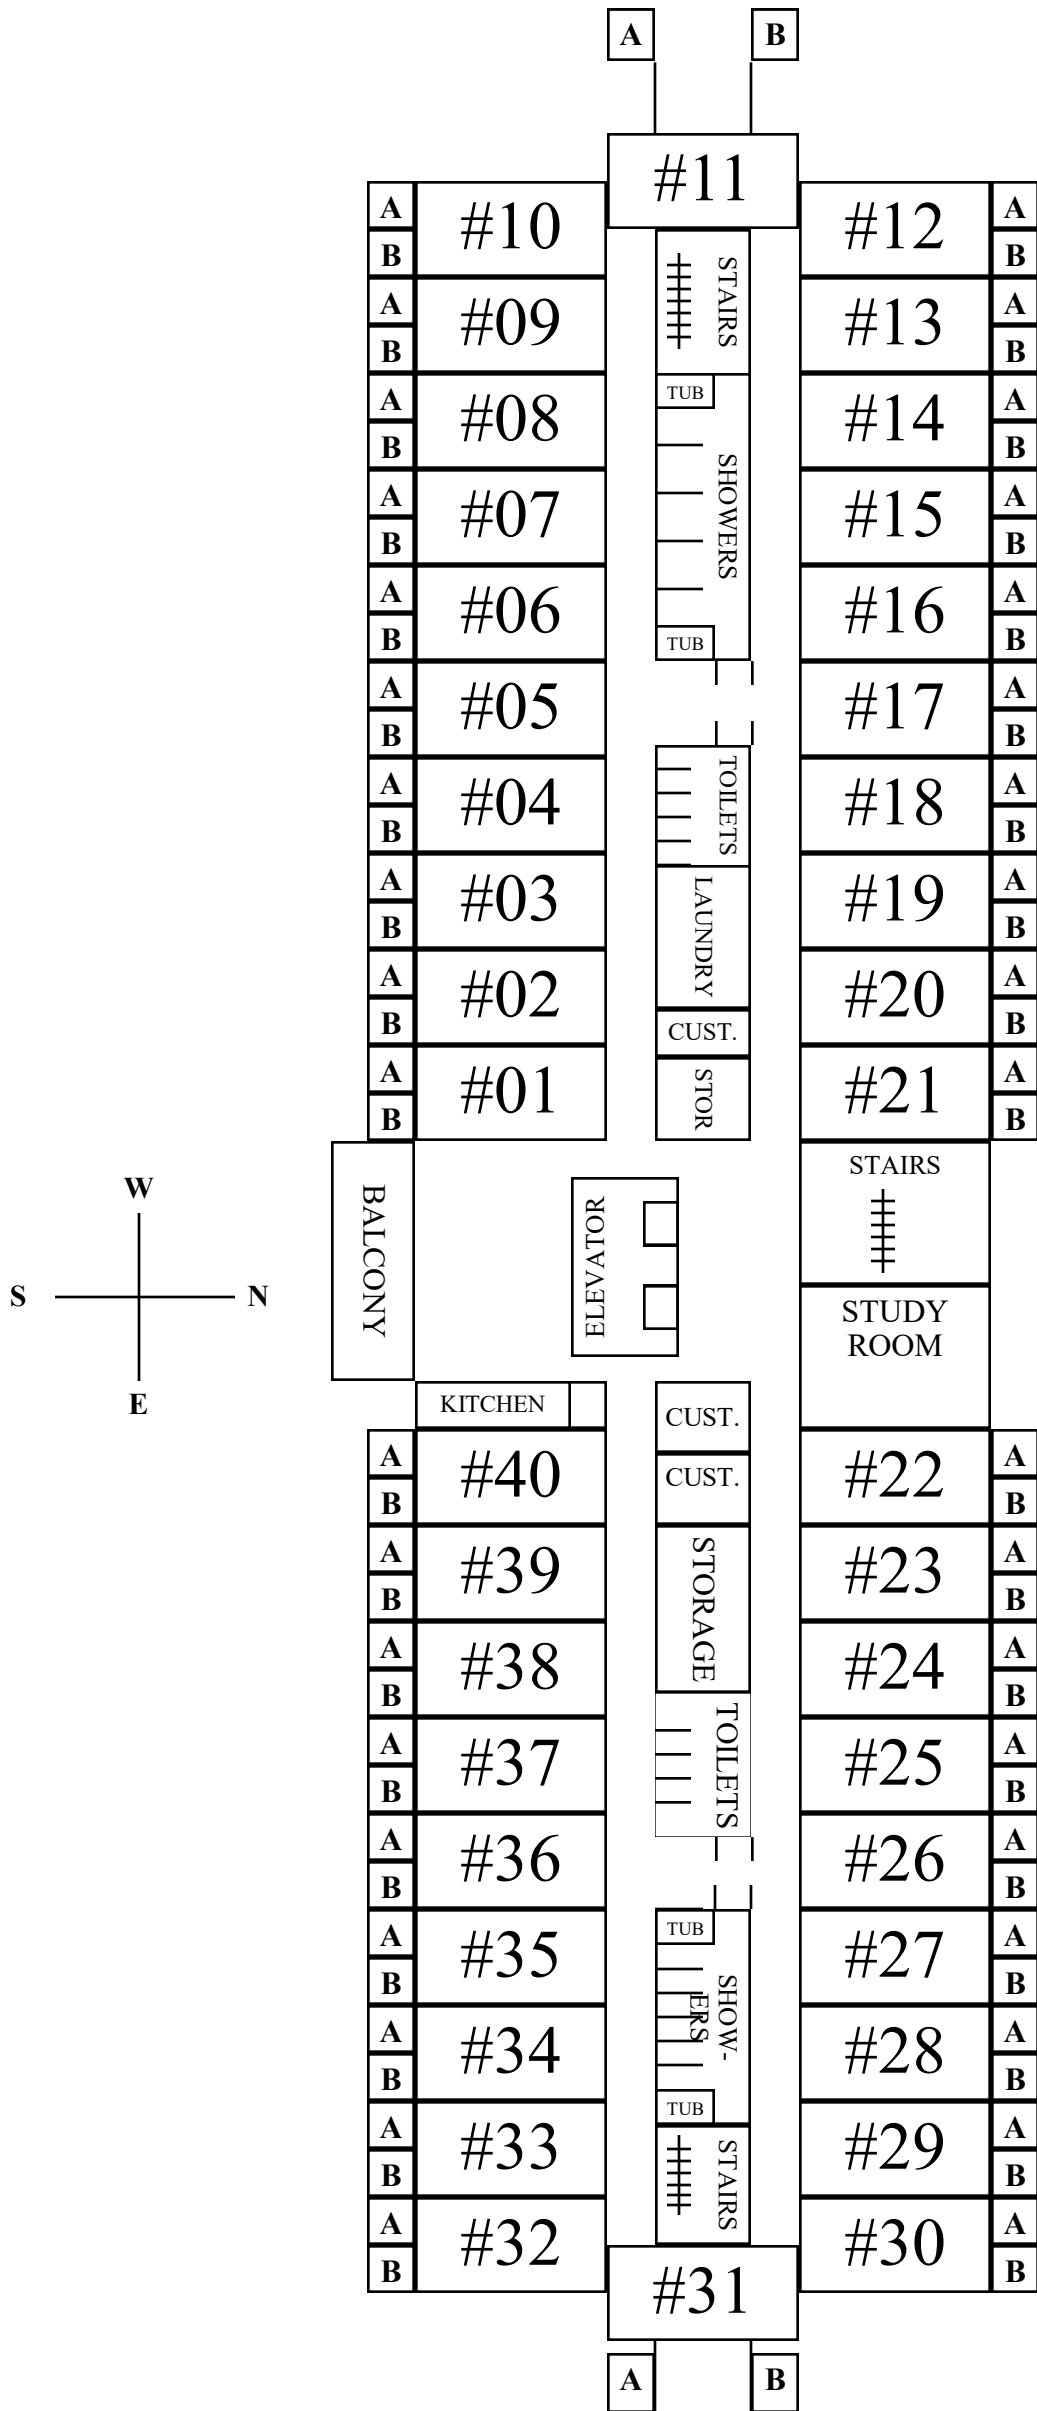 A B
#11
A #10 STAIRS #12 A
B B
A #09 #13 A
B B
A #08 TUB #14 A
B B
A #07 SHOWERS #15 A
B B
A #06 #16 A
B TUB B
A #05 #17 A
B B
A #04 TOILETS #18 A
B B
A #03 LAUNDRY #19 A
B B
A #02 #20 A
B CUST. B
A #01 STOR #21 A
B B
STAIRS
W
BALCONY ELEVATOR
S N
STUDY
ROOM
E
KITCHEN CUST.
A #40 CUST. #22 A
B B
A #39 STORAGE #23 A
B B
A #38 #24 A
B B
A #37 TOILETS #25 A
B B
A #36 #26 A
B B
A #35 TUB #27 A
B B
SHOW-
ERS
A #34 #28 A
B B
A #33 TUB #29 A
B B
A #32 STAIRS #30 A
B B
#31
A B